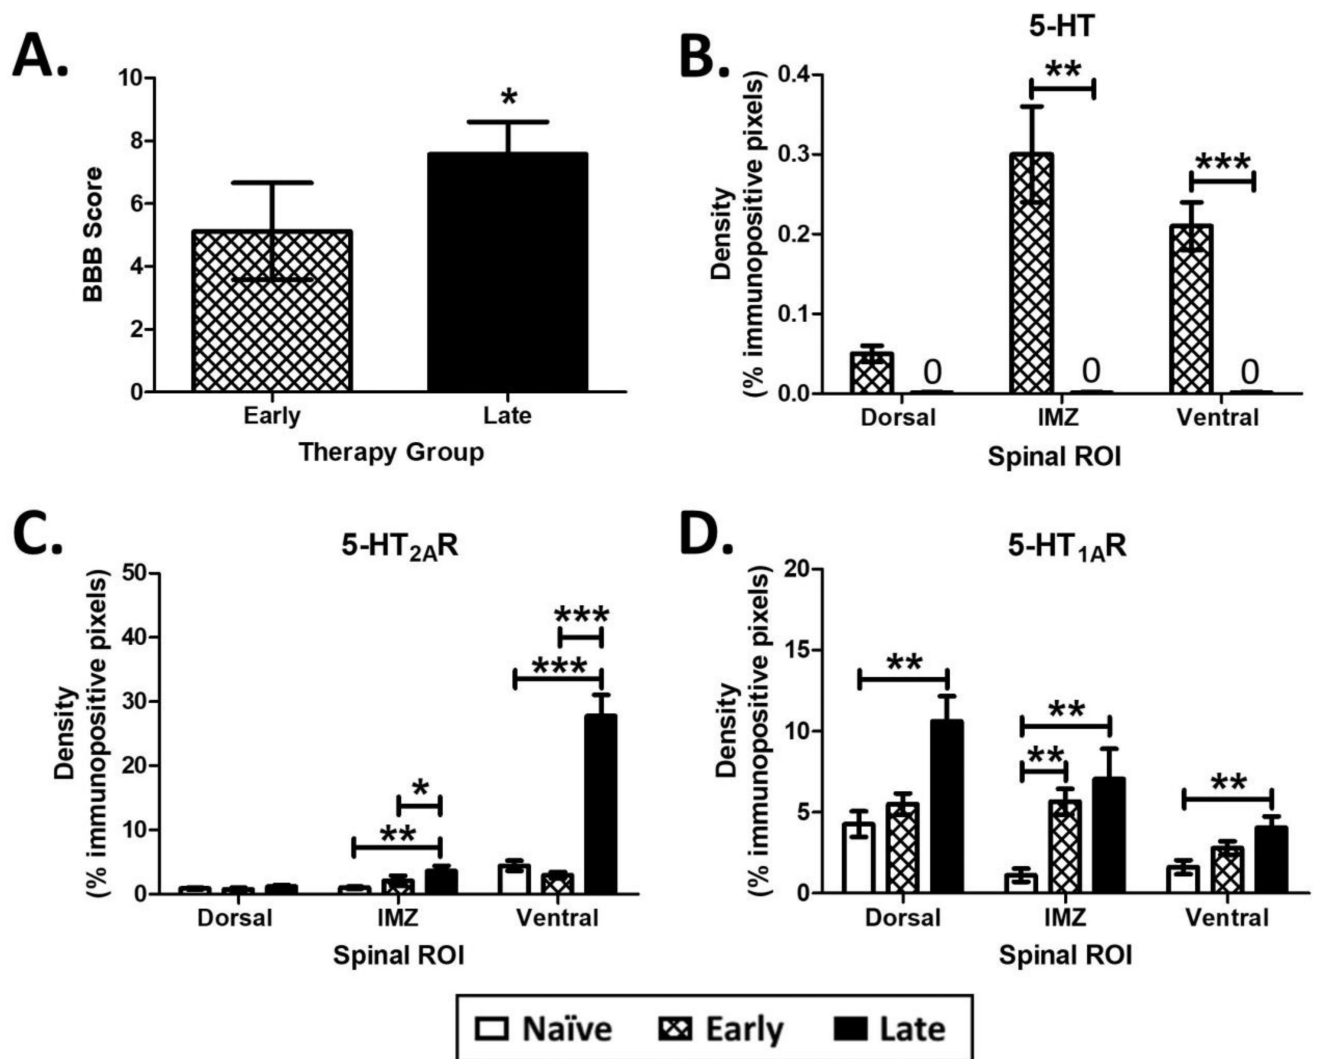 A.
10
8
6
4
2
0
BBB Score
*
Early
Late
Therapy Group
B.
5-HT
Density
(% immunopositive pixels)
0.4
0.3
0.2
0.1
0.0
**
***
0
0
0
Dorsal
IMZ
Ventral
Spinal ROI
C.
5-HT2AR
Density
(% immunopositive pixels)
50
40
30
20
10
0
***
***
*
**
Dorsal
IMZ
Ventral
Spinal ROI
D.
5-HT1AR
Density
(% immunopositive pixels)
20
15
10
5
0
**
**
**
**
Dorsal
IMZ
Ventral
Spinal ROI
Naïve Early Late